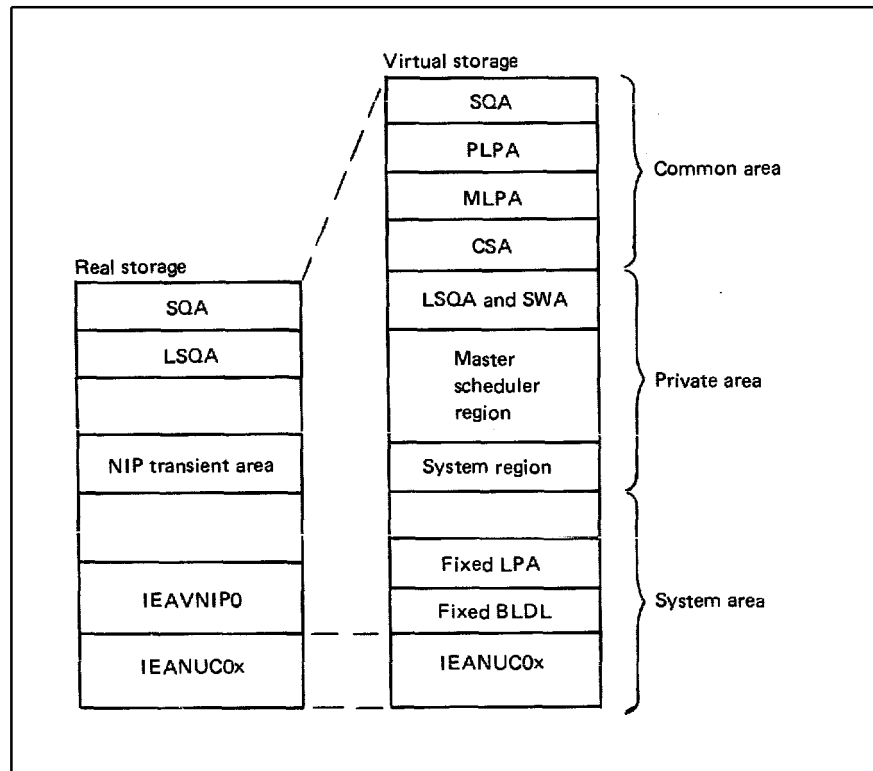 Virtual storage
SQA
PLPA
MLPA
CSA
LSQA and SWA
Master
scheduler
region
System region
Fixed LPA
Fixed BLDL
IEANUC0x
Common area
Private area
System area
Real storage
SQA
LSQA
NIP transient area
IEAVNIP0
IEANUC0x